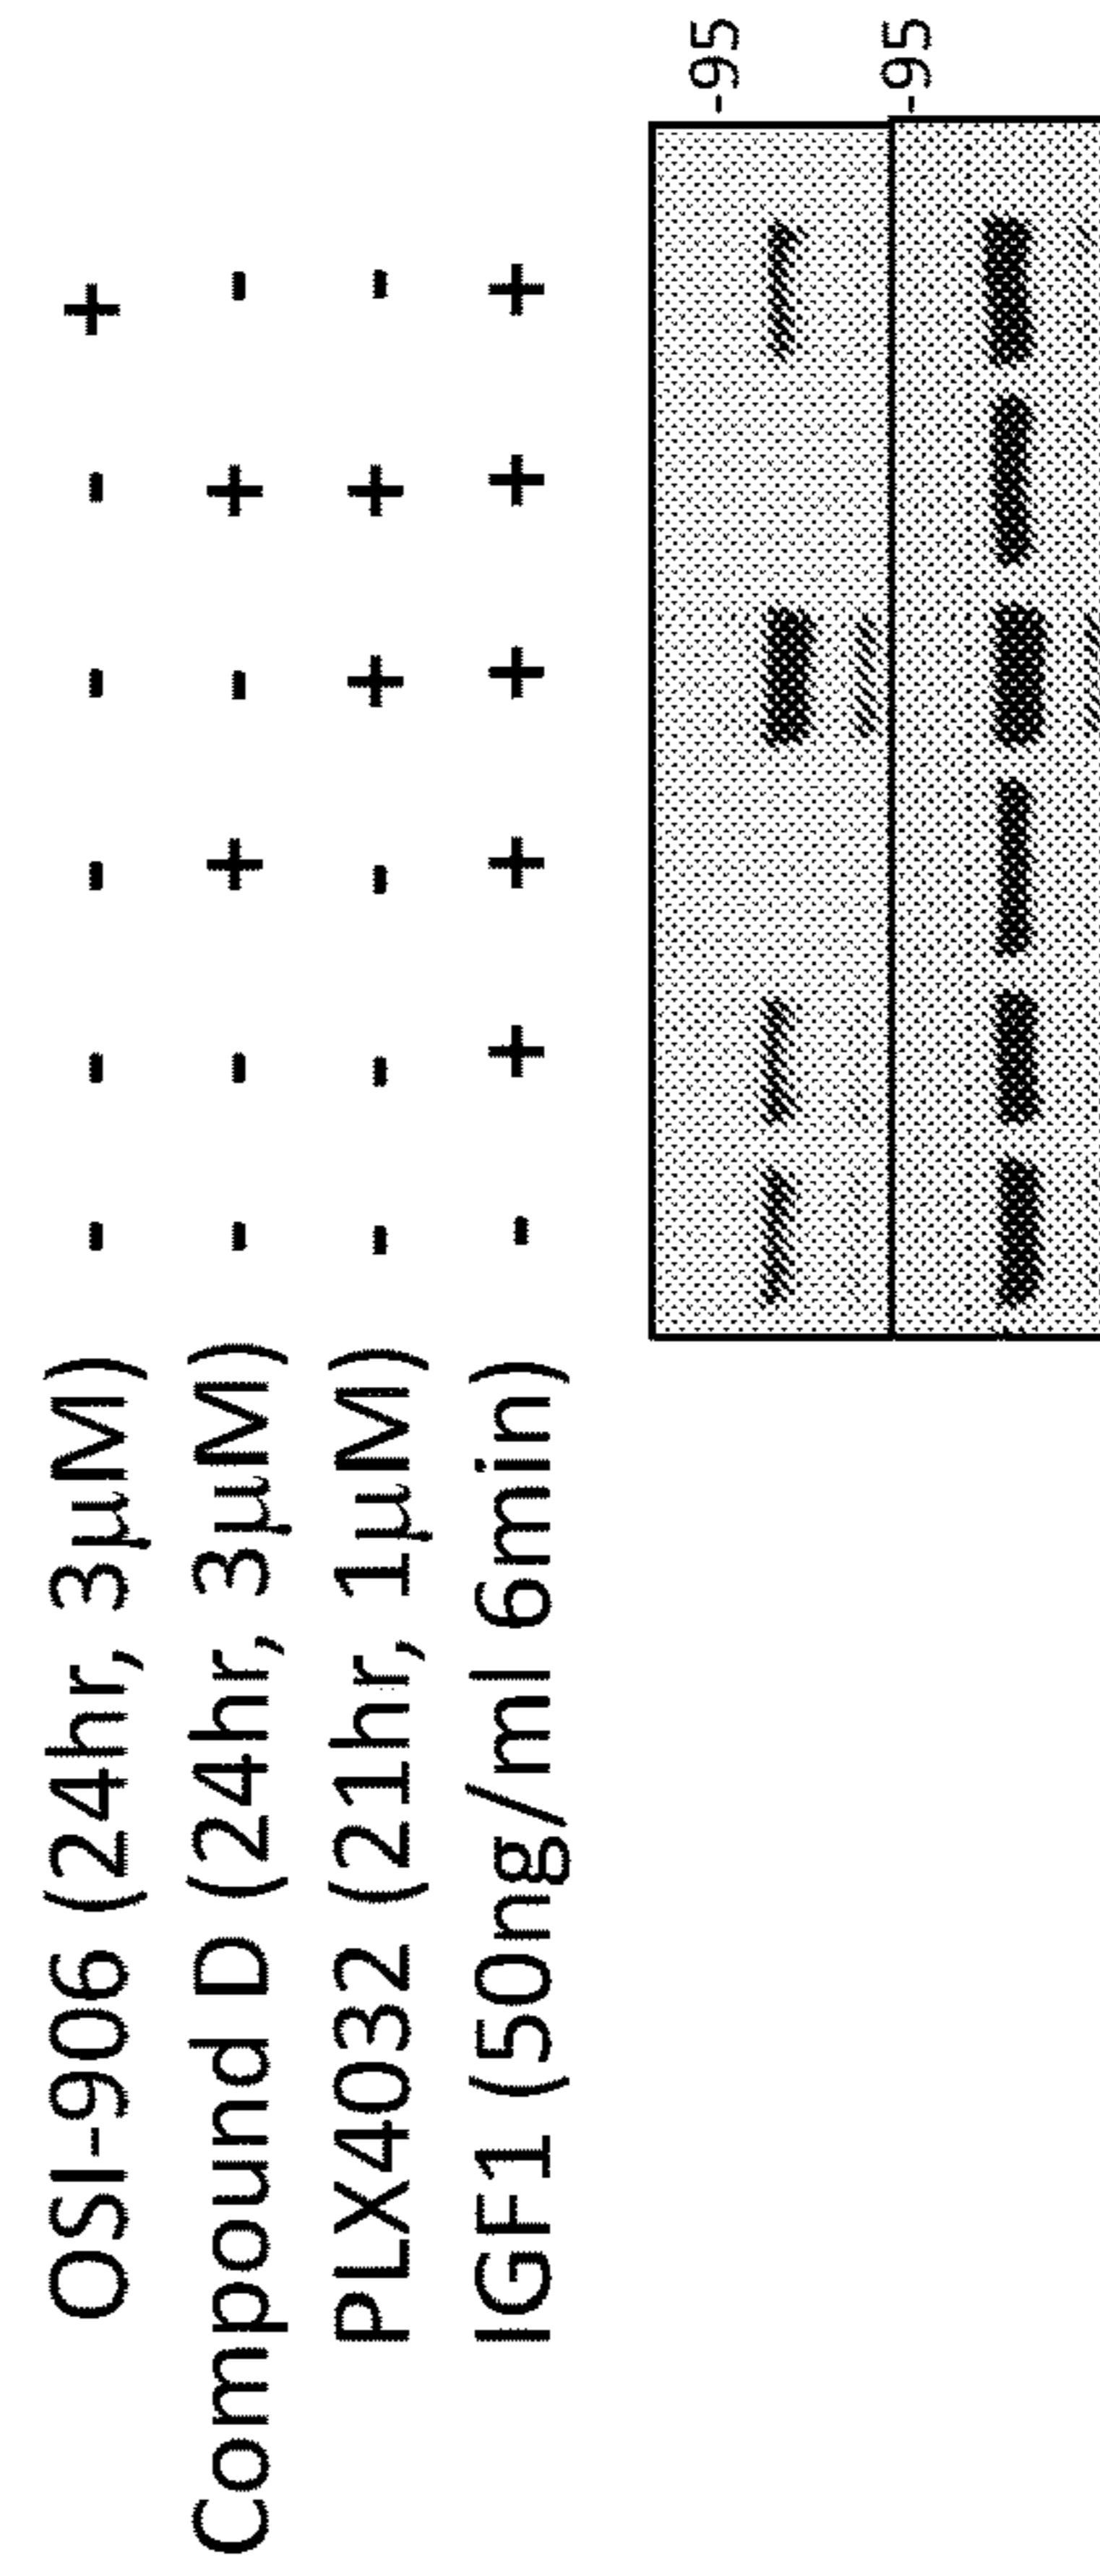 OSI-906 (24hr, 3µM) - - - - - +
Compound D (24hr, 3µM) - - + - + -
PLX4032 (21hr, 1µM) - - - + + -
IGF1 (50ng/ml 6min) - + + + + +
-95
-95